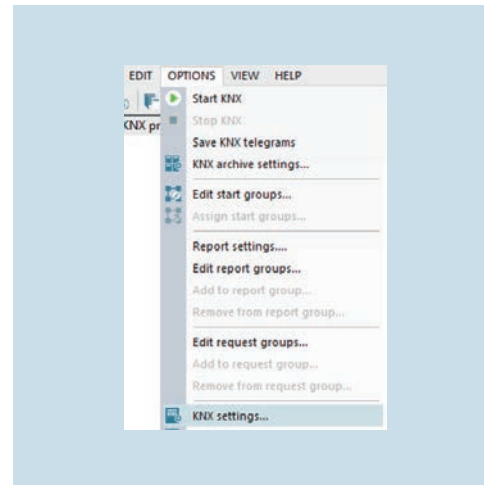 EDIT OPTIONS VIEW HELP
Start KNX
KNX pr
Stop KNX
Save KNX telegrams
KNX archive settings...
Edit start groups...
Assign start groups...
Report settings....
Edit report groups...
Add to report group...
Remove from report group...
Edit request groups...
Add to request group...
Remove from request group...
KNX settings...